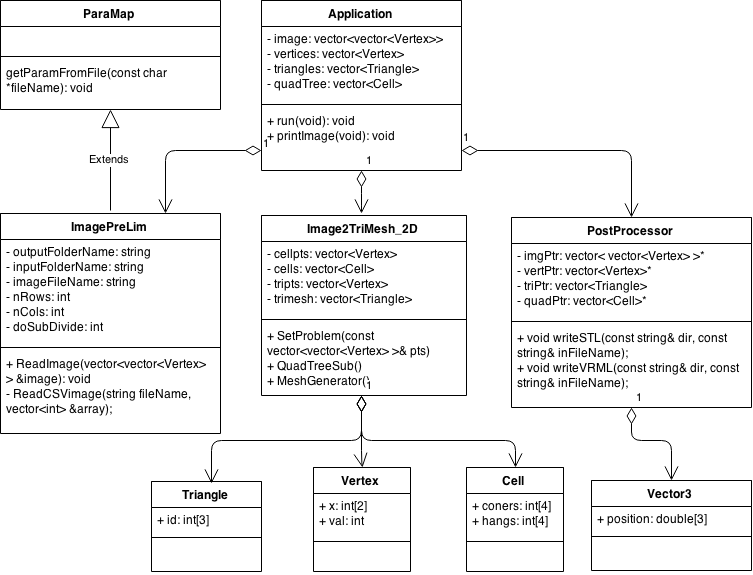 ParaMap
getParamFromFile(const char
*fileName): void
Application
- image: vector<vector<Vertex>>
- vertices: vector<Vertex>
- triangles: vector<Triangle>
- quadTree: vector<Cell>
+ run(void): void
+ printImage(void): void
1
1
1
Extends
ImagePreLim
- outputFolderName: string
- inputFolderName: string
- imageFileName: string
- nRows: int
- nCols: int
- doSubDivide: int
+ ReadImage(vector<vector<Vertex>
> &image): void
- ReadCSVimage(string fileName,
vector<int> &array);
Image2TriMesh_2D
- cellpts: vector<Vertex>
- cells: vector<Cell>
- tripts: vector<Vertex>
- trimesh: vector<Triangle>
+ SetProblem(const
vector<vector<Vertex> >& pts)
+ QuadTreeSub()
+ MeshGenerator()
1
PostProcessor
- imgPtr: vector< vector<Vertex> >*
- vertPtr: vector<Vertex>*
- triPtr: vector<Triangle>
- quadPtr: vector<Cell>*
+ void writeSTL(const string& dir, const
string& inFileName);
+ void writeVRML(const string& dir, const
string& inFileName);
1
Triangle
+ id: int[3]
Vertex
+ x: int[2]
+ val: int
Cell
+ coners: int[4]
+ hangs: int[4]
Vector3
+ position: double[3]